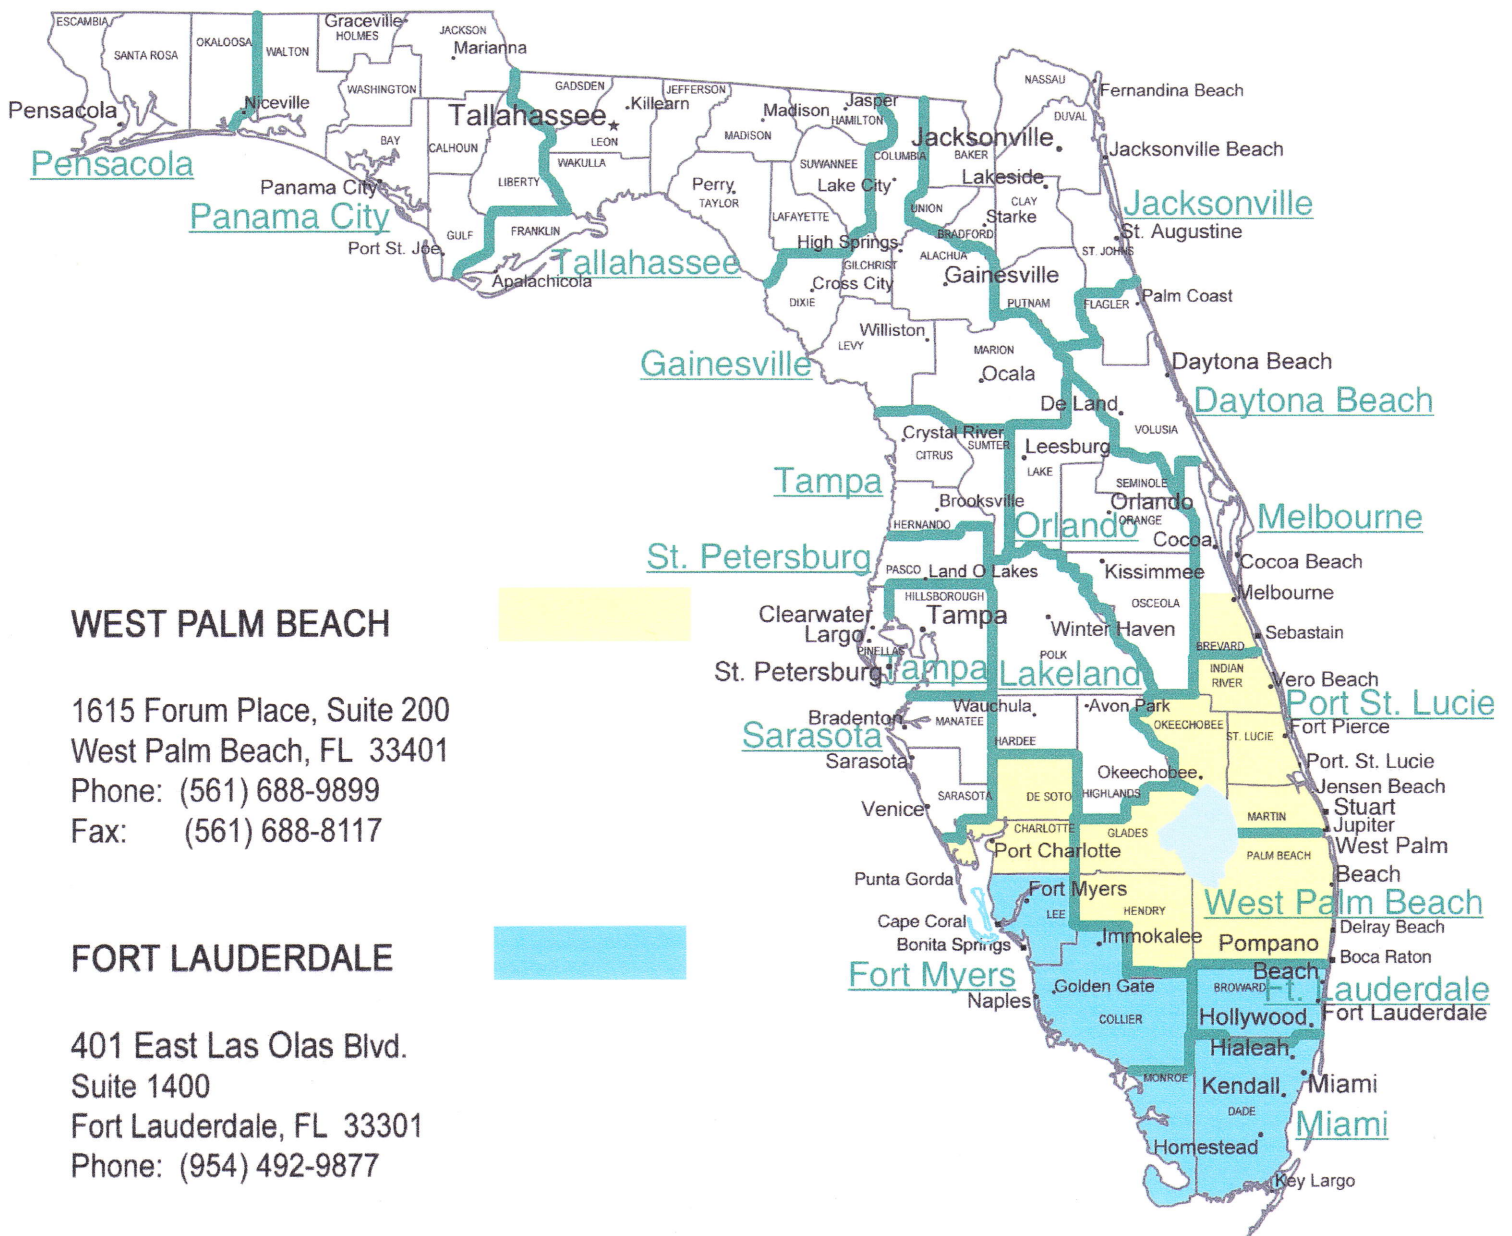 ESCAMBIA
SANTA ROSA
OKALOOSA
WALTON
Graceville
HOLMES
JACKSON
Marianna
WASHINGTON
Pensacola
Niceville
Pensacola
BAY
CALHOUN
Panama City
Panama City
LIBERTY
GULF
Port St. Joe
FRANKLIN
Apalachicola
Tallahassee
GADSDEN
Killearn
LEON
WAKULLA
JEFFERSON
Tallahassee
MADISON
Madison
Jasper
HAMILTON
SUWANNEE
COLUMBIA
Lake City
Perry
TAYLOR
LAFAYETTE
High Springs
NASSAU
Fernandina Beach
DUVAL
Jacksonville
Jacksonville Beach
BAKER
Lakeside
CLAY
UNION
Starke
BRADFORD
Jacksonville
St. Augustine
ST. JOHNS
ALACHUA
GILCHRIST
Gainesville
Cross City
DIXIE
PUTNAM
FLAGLER
Palm Coast
Williston
LEVY
MARION
Ocala
Gainesville
Daytona Beach
Daytona Beach
De Land
VOLUSIA
Crystal River
CITRUS
SUMTER
Leesburg
LAKE
Tampa
SEMINOLE
Brooksville
Orlando
ORANGE
HERNANDO
Orlando
Melbourne
Cocoa
St. Petersburg
PASCO
Land O Lakes
Kissimmee
Cocoa Beach
HILLSBOROUGH
OSCEOLA
Melbourne
Clearwater
Largo
Tampa
Winter Haven
Sebastain
PINELLAS
POLK
BREVARD
St. Petersburg
Tampa
Lakeland
INDIAN
RIVER
Vero Beach
Port St. Lucie
Wauchula
Avon Park
Bradenton
MANATEE
OKEECHOBEE
ST. LUCIE
Fort Pierce
Sarasota
HARDEE
Sarasota
Okeechobee
Port. St. Lucie
Jensen Beach
SARASOTA
DE SOTO
HIGHLANDS
Venice
Stuart
MARTIN
Jupiter
CHARLOTTE
GLADES
Port Charlotte
West Palm
Beach
PALM BEACH
Punta Gorda
Fort Myers
LEE
HENDRY
West Palm Beach
Cape Coral
Delray Beach
Bonita Springs
Immokalee
Pompano
Beach
Boca Raton
Fort Myers
Golden Gate
BROWARD
Ft. Lauderdale
Naples
COLLIER
Hollywood
Fort Lauderdale
Hialeah
MONROE
Kendall
Miami
DADE
Miami
Homestead
Key Largo
WEST PALM BEACH
1615 Forum Place, Suite 200
West Palm Beach, FL 33401
Phone: (561) 688-9899
Fax: (561) 688-8117
FORT LAUDERDALE
401 East Las Olas Blvd.
Suite 1400
Fort Lauderdale, FL 33301
Phone: (954) 492-9877